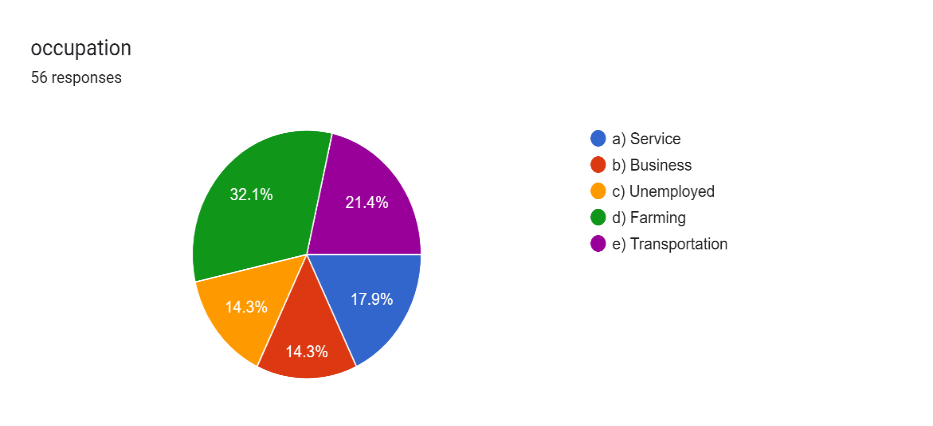 occupation
56 responses
a) Service
b) Business
c) Unemployed
d) Farming
e) Transportation
32.1%
21.4%
14.3%
17.9%
14.3%